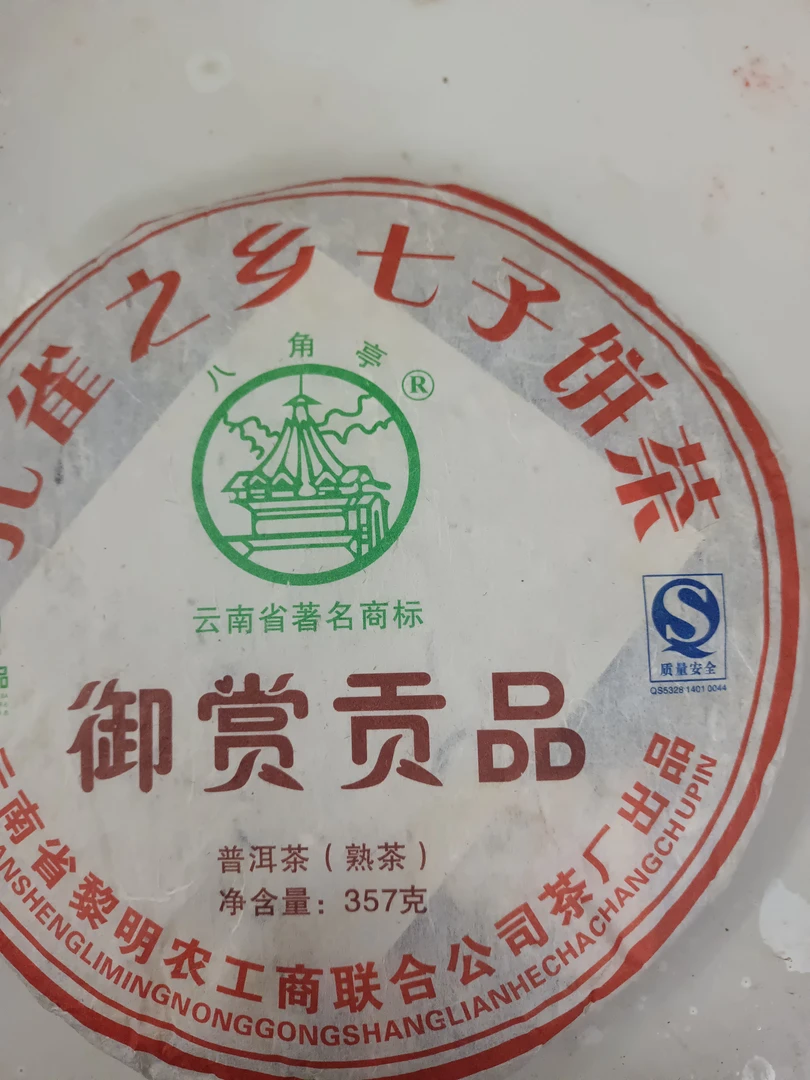 孔雀之乡七子饼茶
八角亭®
云南省著名商标
质量安全
QS5328 1401 0044
御赏贡品
普洱茶（熟茶）
净含量：357克
云南省黎明农工商联合公司茶厂出品
ANSHENGLIMINGNONGGONGSHANGLIANHECHACHANGCHUPIN